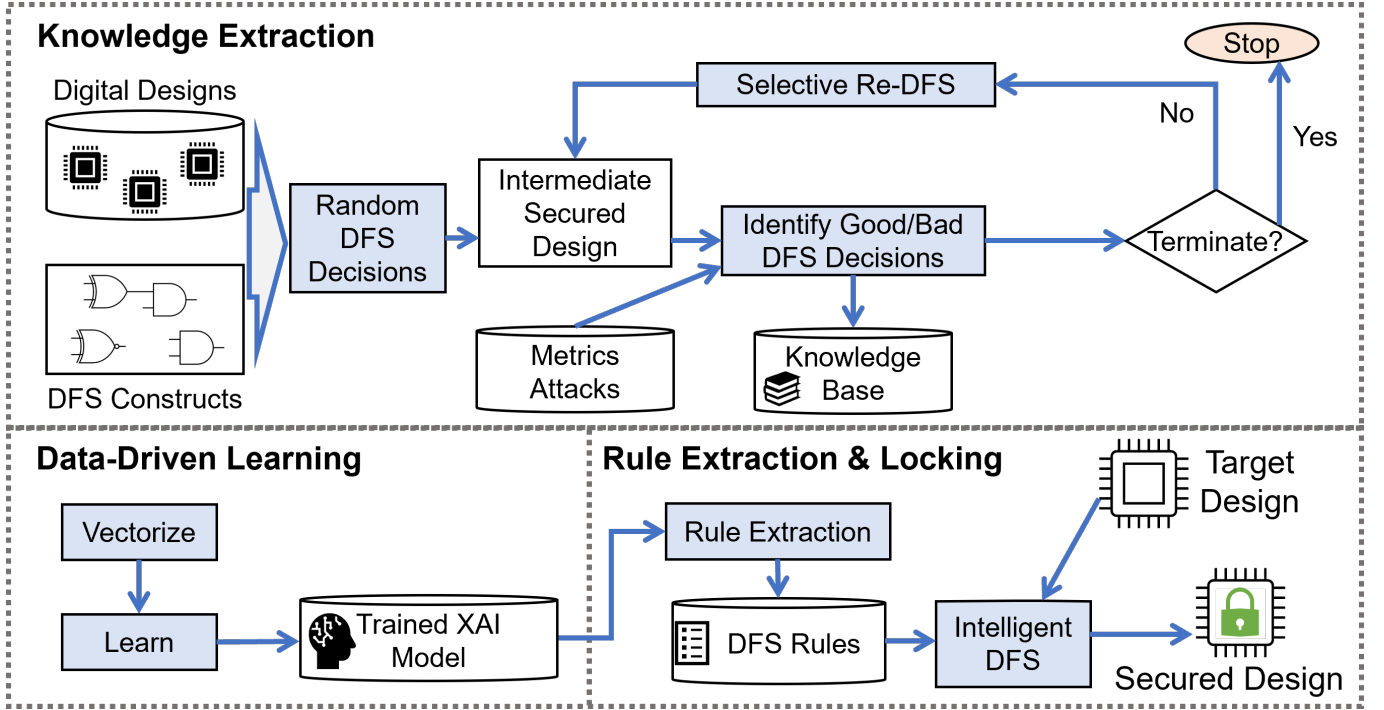 Knowledge Extraction
Stop
Digital Designs
Selective Re-DFS
No
Yes
Random
DFS
Decisions
Intermediate
Secured
Design
Identify Good/Bad
DFS Decisions
Terminate?
DFS Constructs
Metrics
Attacks
Knowledge
Base
Data-Driven Learning
Vectorize
Learn
Trained XAI
Model
Rule Extraction & Locking
Target
Design
Rule Extraction
DFS Rules
Intelligent
DFS
Secured Design